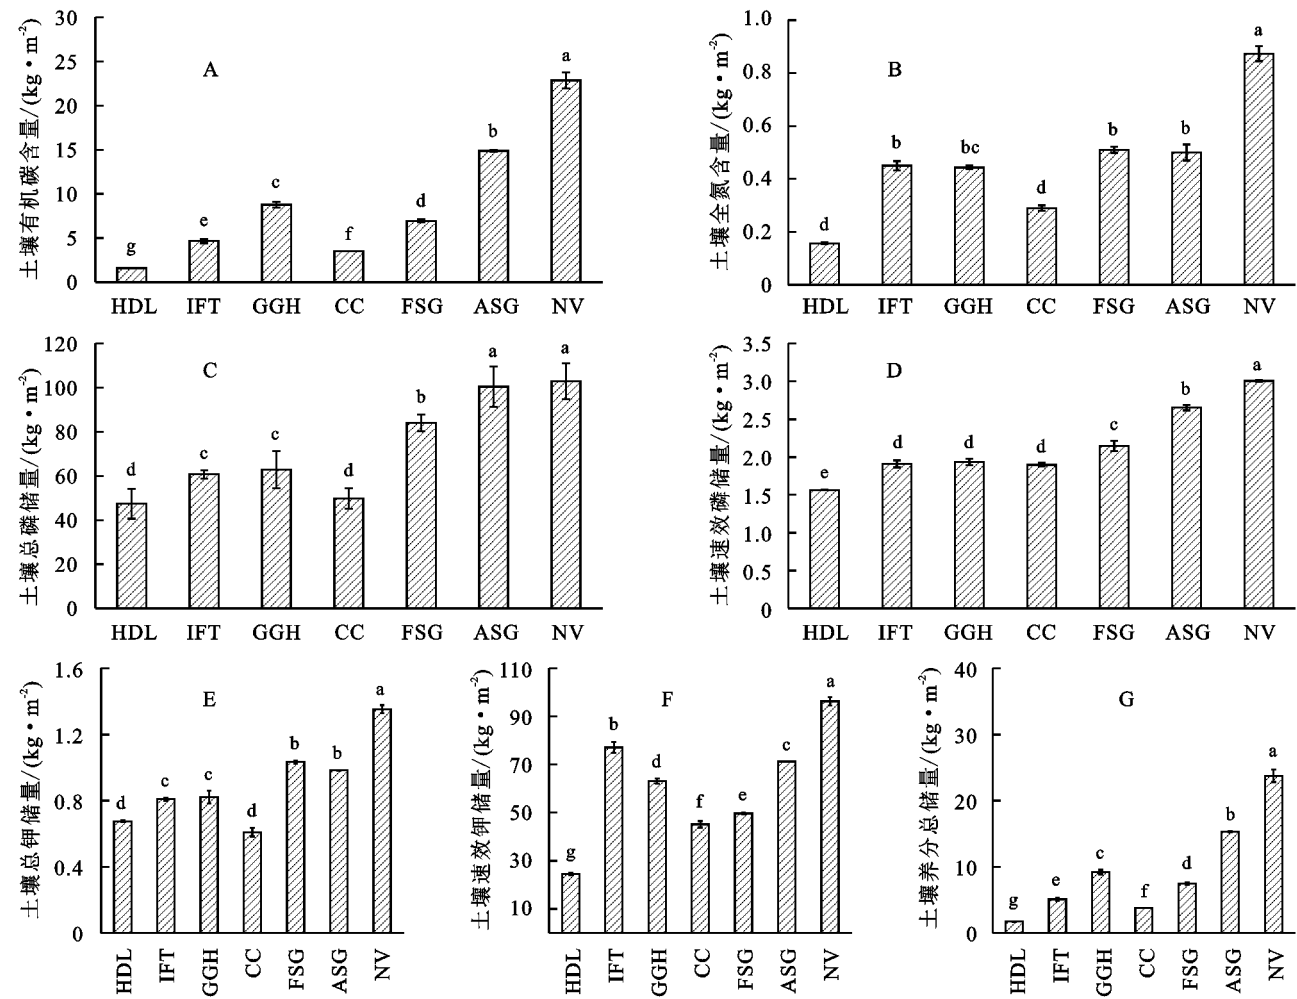 土壤有机碳含量/(kg·m⁻²)
30
25
20
15
10
5
0
A
g
e
c
f
d
b
a
HDL IFT GGH CC FSG ASG NV
土壤全氮含量/(kg·m⁻²)
1.0
0.8
0.6
0.4
0.2
0
B
d
b
bc
d
b
b
a
HDL IFT GGH CC FSG ASG NV
土壤总磷储量/(kg·m⁻²)
120
100
80
60
40
20
0
C
d
c
c
d
b
a
a
HDL IFT GGH CC FSG ASG NV
土壤速效磷储量/(kg·m⁻²)
3.5
3.0
2.5
2.0
1.5
1.0
0.5
0
D
e
d
d
d
c
b
a
HDL IFT GGH CC FSG ASG NV
土壤总钾储量/(kg·m⁻²)
1.6
1.2
0.8
0.4
0
E
d
c
c
d
b
b
a
HDL IFT GGH CC FSG ASG NV
土壤速效钾储量/(kg·m⁻²)
110
90
70
50
30
10
F
g
b
d
f
e
c
a
HDL IFT GGH CC FSG ASG NV
土壤养分总储量/(kg·m⁻²)
40
30
20
10
0
G
g
e
c
f
d
b
a
HDL IFT GGH CC FSG ASG NV